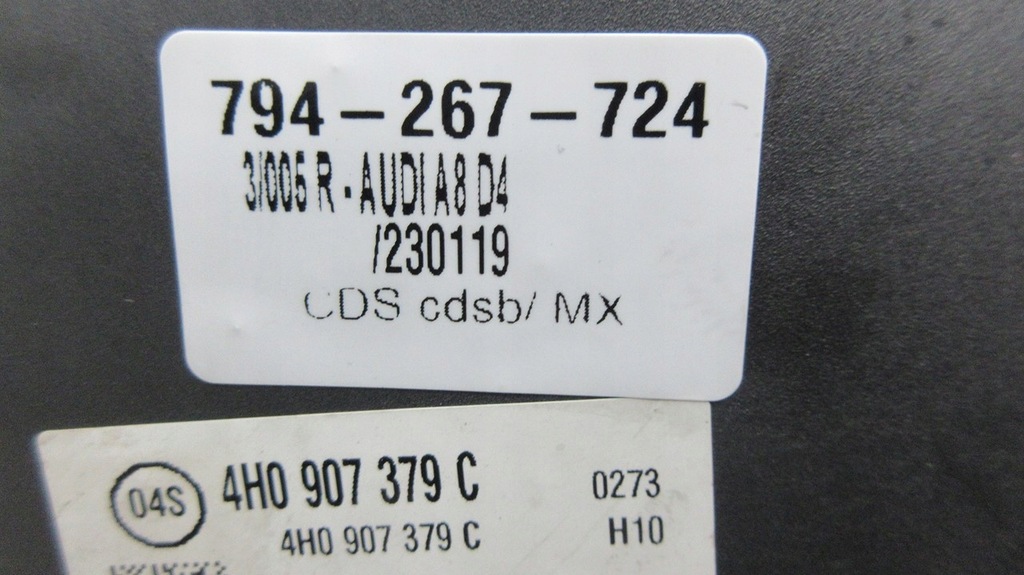 794-267-724
3/005 R - AUDI A8 D4
/230119
CDS cdsb/ MX
04S 4H0 907 379 C 0273
4H0 907 379 C H10